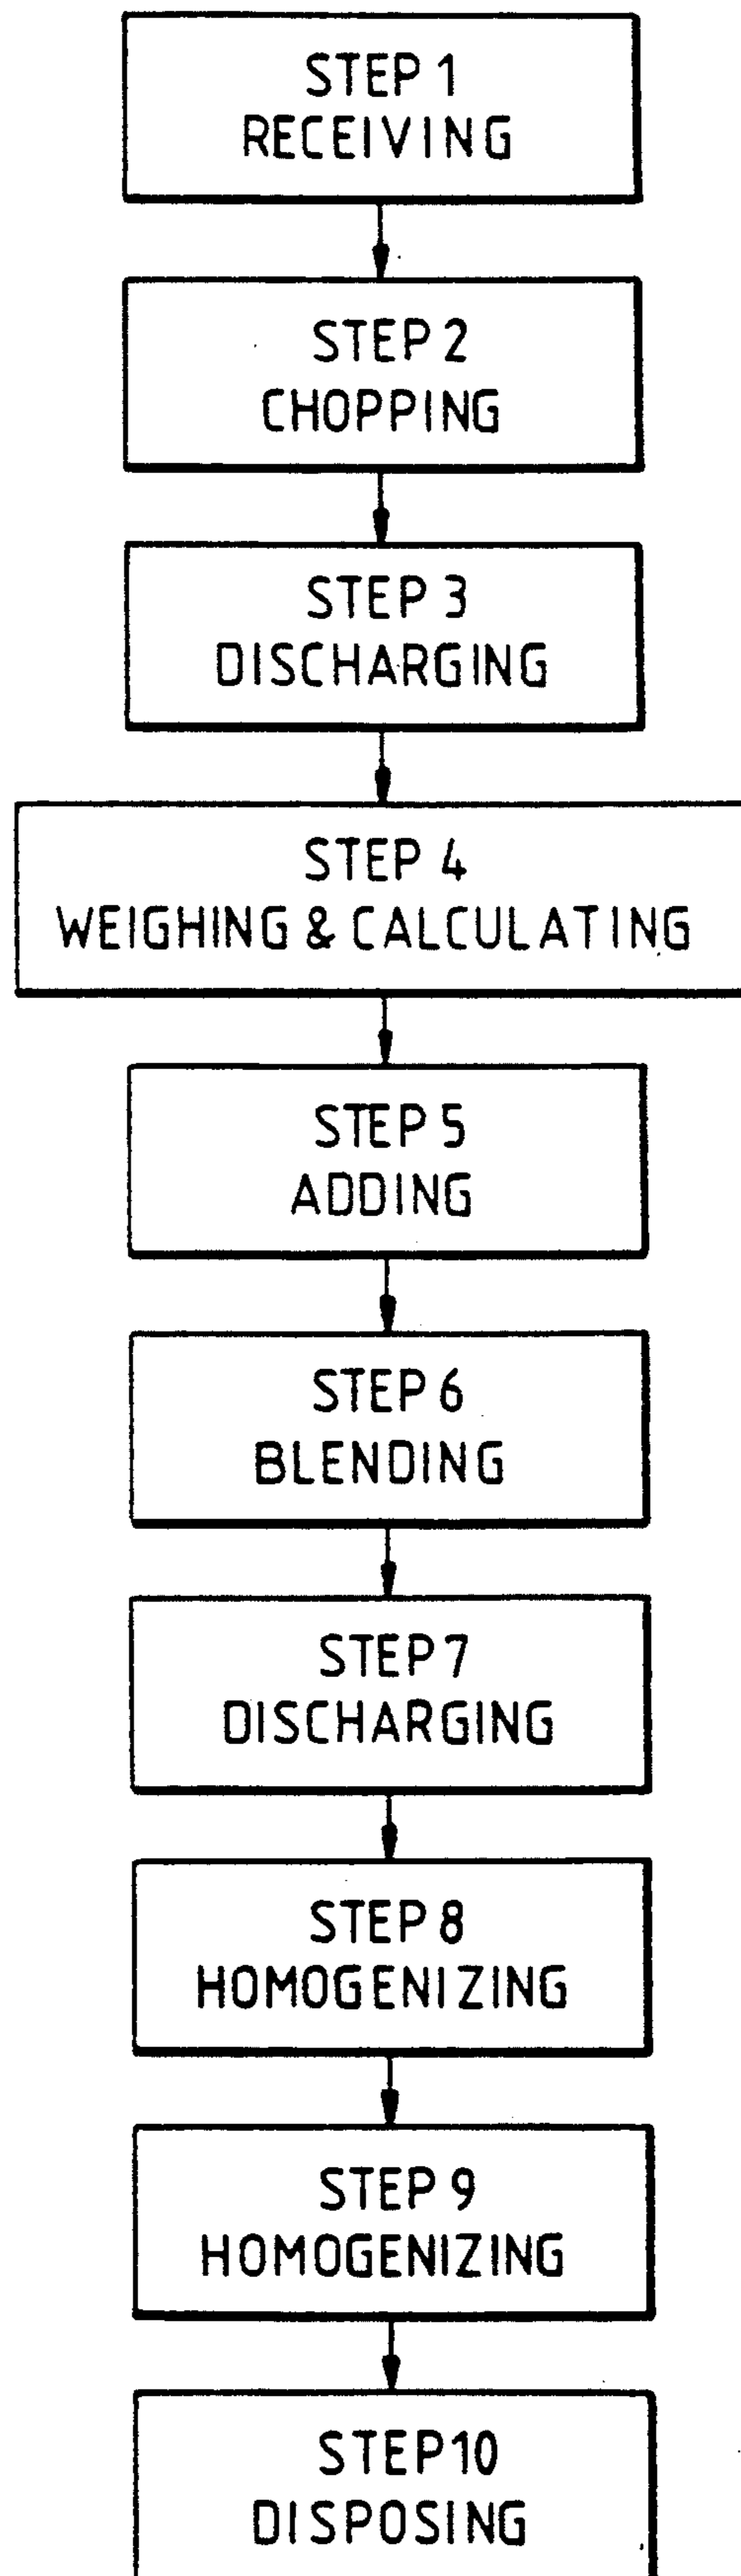 STEP 1
RECEIVING
STEP 2
CHOPPING
STEP 3
DISCHARGING
STEP 4
WEIGHING & CALCULATING
STEP 5
ADDING
STEP 6
BLENDING
STEP 7
DISCHARGING
STEP 8
HOMOGENIZING
STEP 9
HOMOGENIZING
STEP 10
DISPOSING